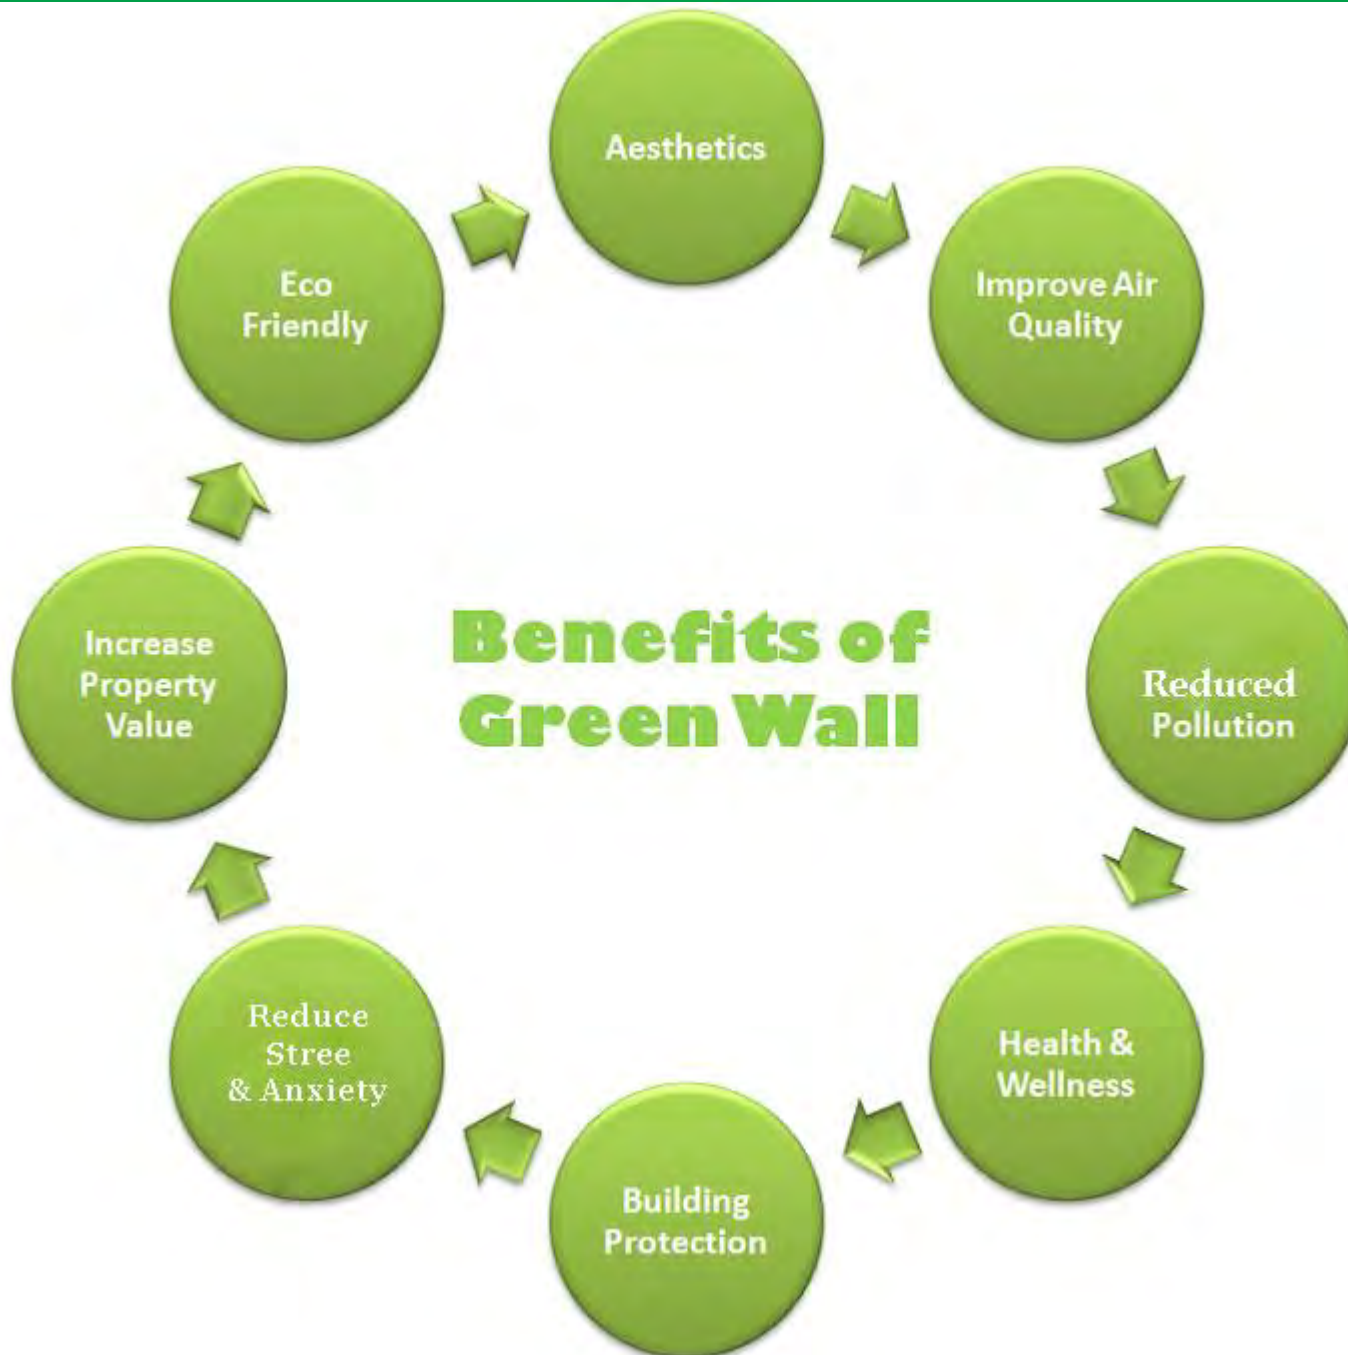 Benefits of
Green Wall
Aesthetics
Improve Air
Quality
Reduced
Pollution
Health &
Wellness
Building
Protection
Reduce
Stree
& Anxiety
Increase
Property
Value
Eco
Friendly